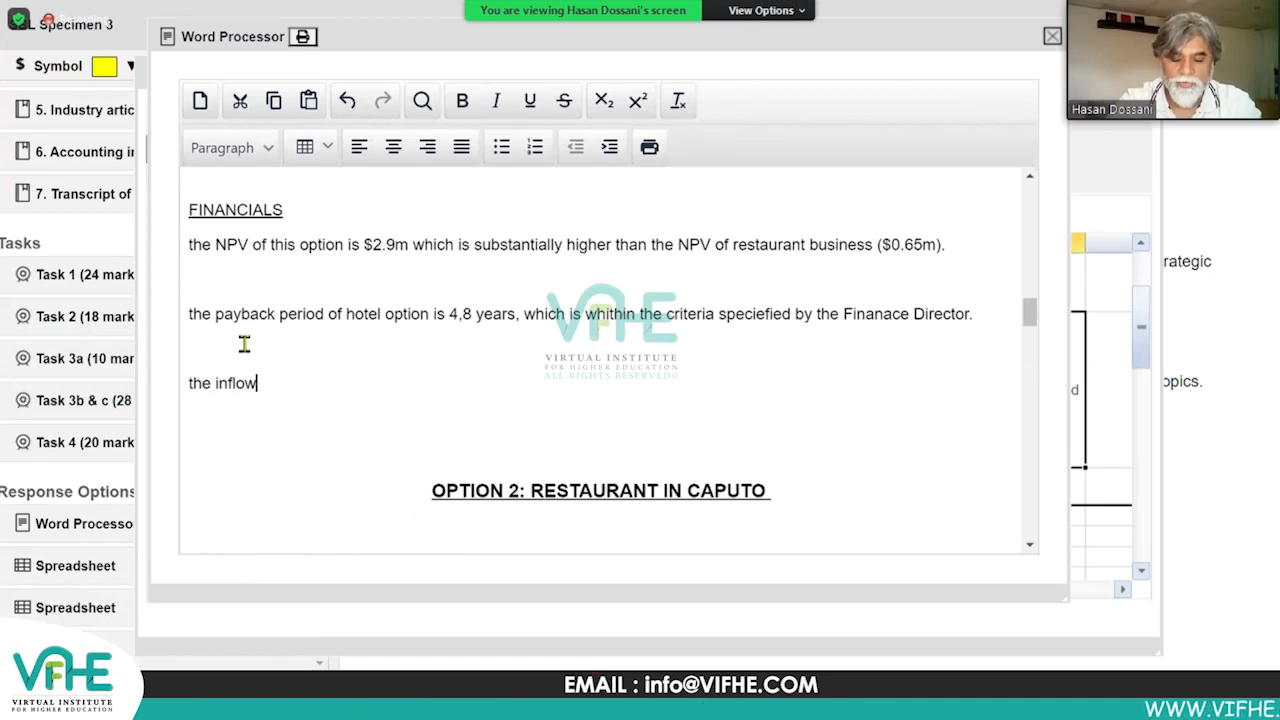 You are viewing Hasan Dossani's screen
View Options
L Specimen 3
Recording
Word Processor
Symbol
5. Industry artic
6. Accounting in
7. Transcript of
Tasks
Task 1 (24 mark
Task 2 (18 mark
Task 3a (10 mar
Task 3b & c (28
Task 4 (20 mark
Response Options
Word Processo
Spreadsheet
Spreadsheet
Paragraph
FINANCIALS
the NPV of this option is $2.9m which is substantially higher than the NPV of restaurant business ($0.65m).
the payback period of hotel option is 4,8 years, which is whithin the criteria speciefied by the Finanace Director.
the inflow
OPTION 2: RESTAURANT IN CAPUTO
VFHE
VIRTUAL INSTITUTE
FOR HIGHER EDUCATION
ALL RIGHTS RESERVED©
Hasan Dossani
rategic
opics.
d
VFHE
VIRTUAL INSTITUTE
FOR HIGHER EDUCATION
EMAIL : info@VIFHE.COM
WWW.VIFHE.